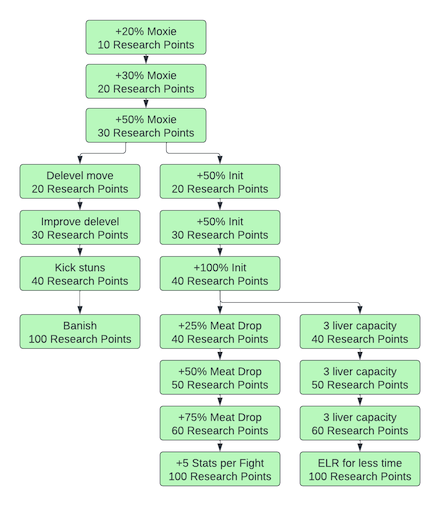 +20% Moxie
10 Research Points
+30% Moxie
20 Research Points
+50% Moxie
30 Research Points
Delevel move
20 Research Points
+50% Init
20 Research Points
Improve delevel
30 Research Points
+50% Init
30 Research Points
Kick stuns
40 Research Points
+100% Init
40 Research Points
Banish
100 Research Points
+25% Meat Drop
40 Research Points
3 liver capacity
40 Research Points
+50% Meat Drop
50 Research Points
3 liver capacity
50 Research Points
+75% Meat Drop
60 Research Points
3 liver capacity
60 Research Points
+5 Stats per Fight
100 Research Points
ELR for less time
100 Research Points